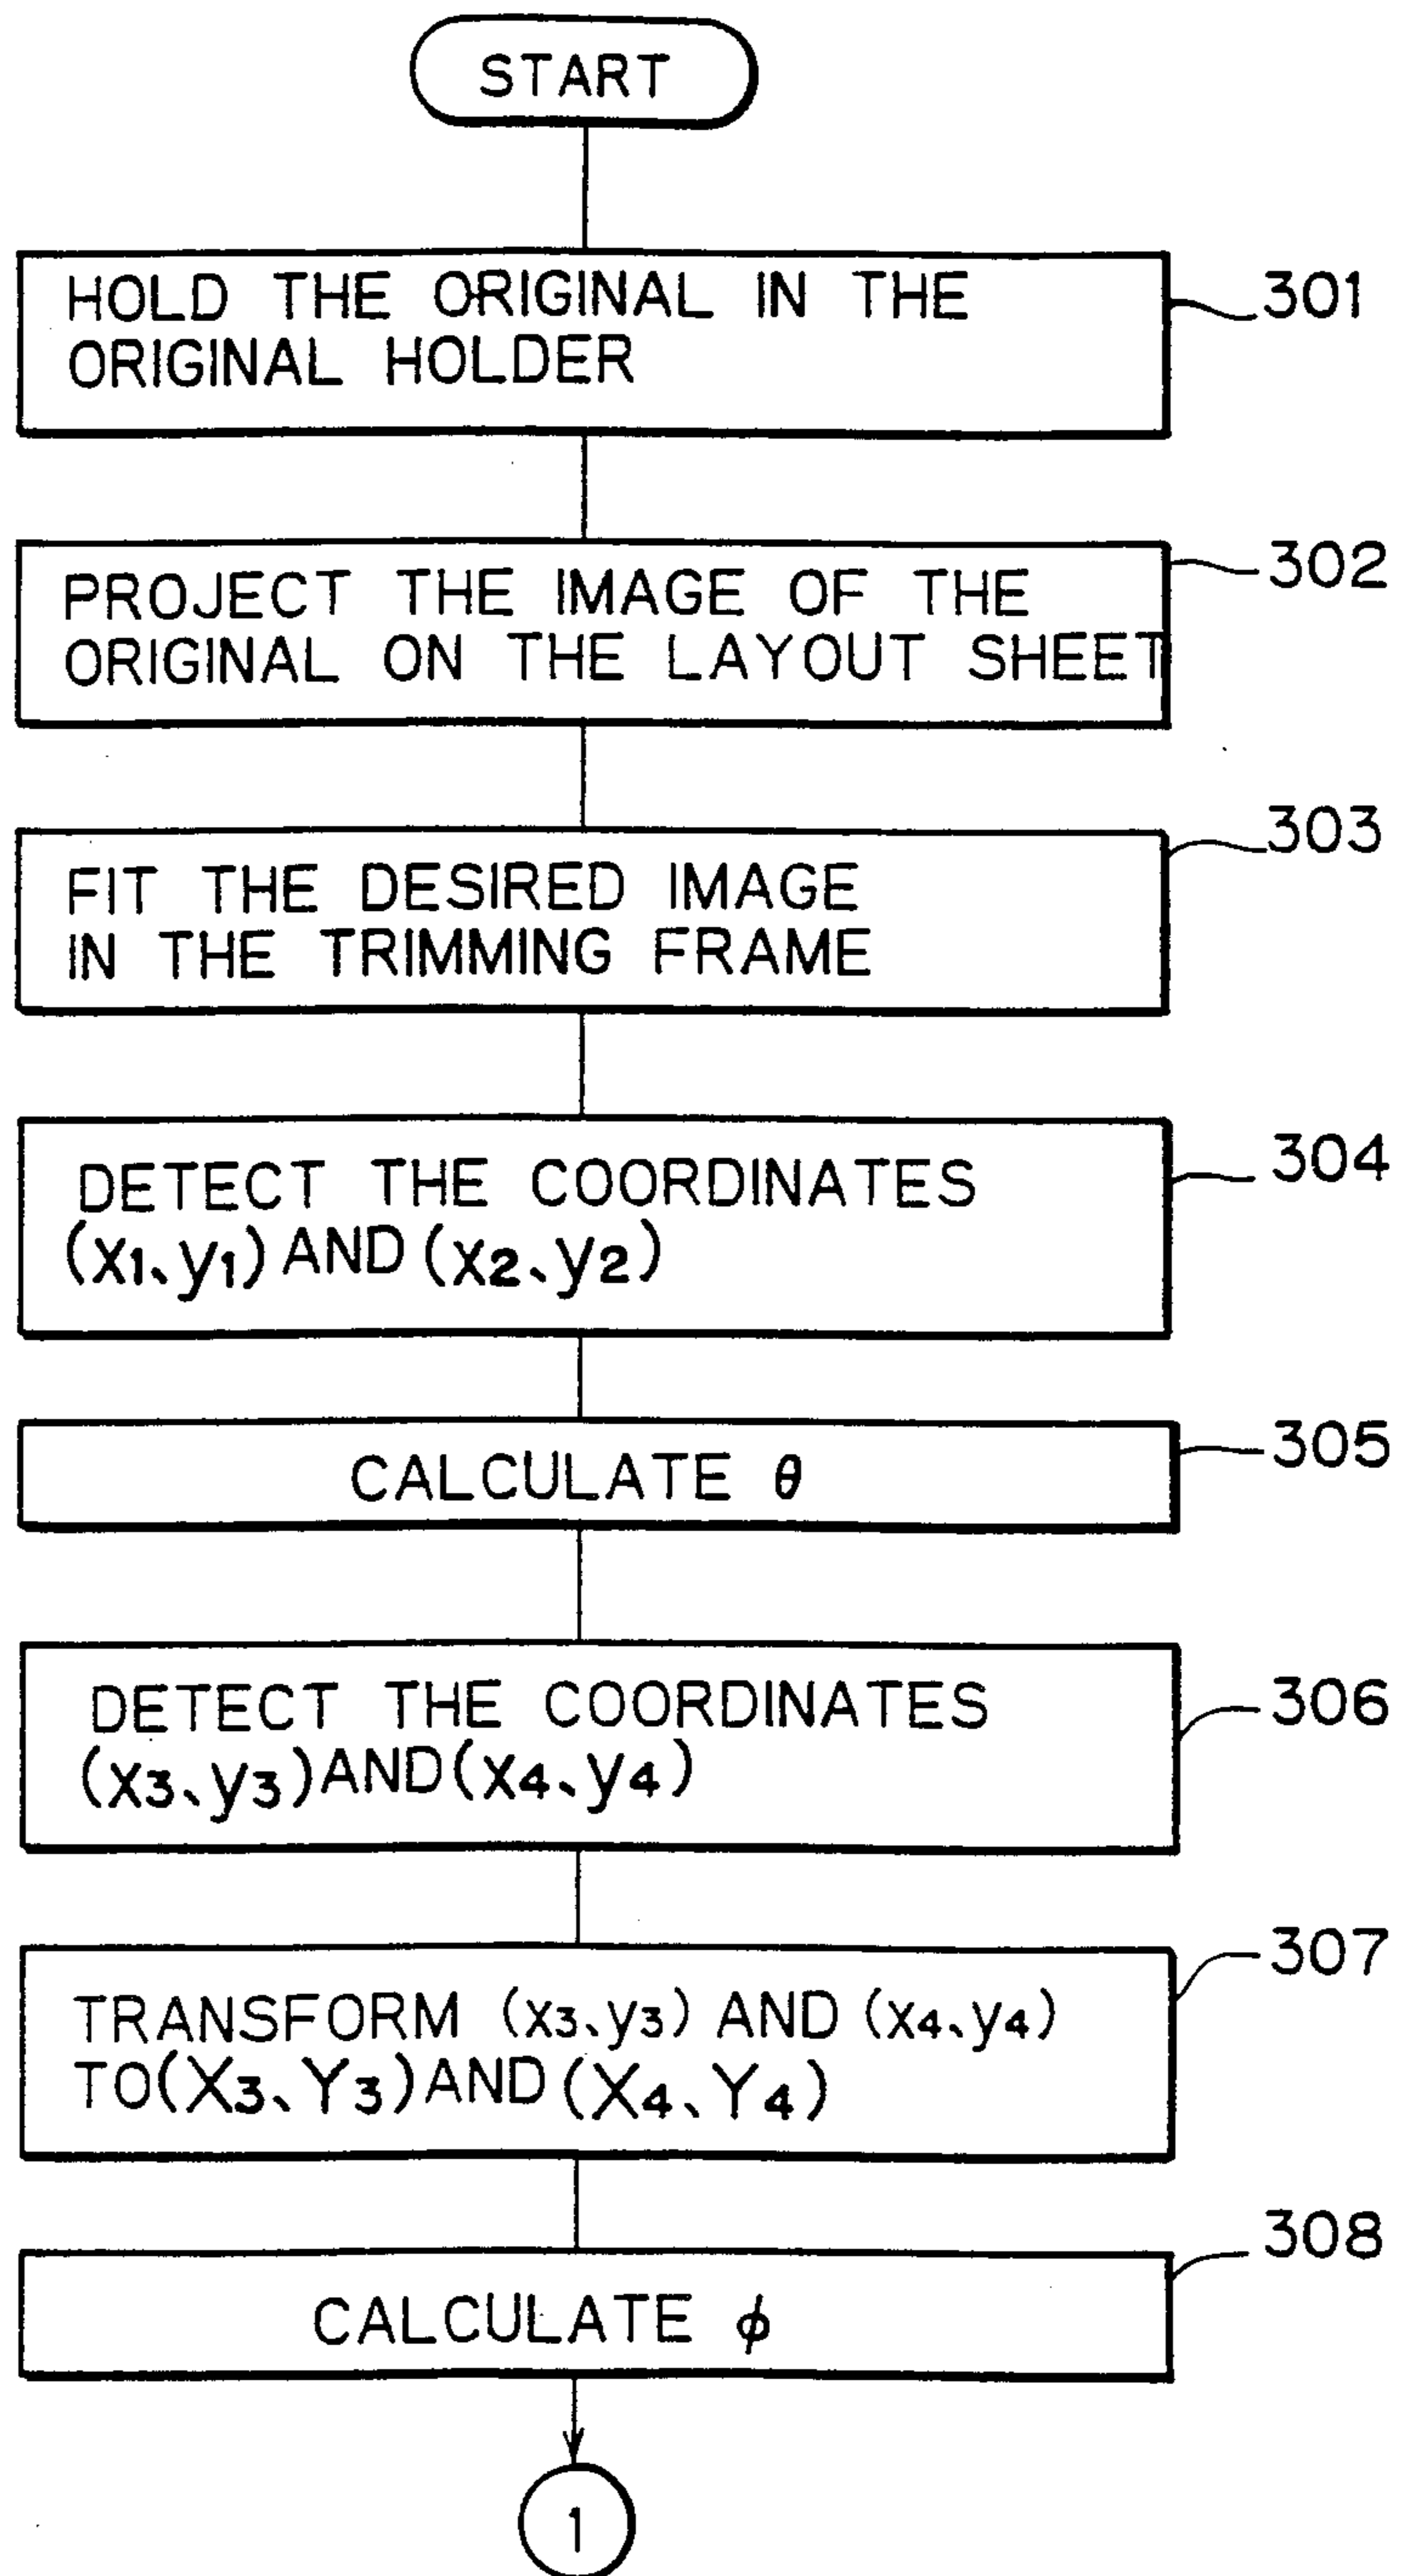 START
HOLD THE ORIGINAL IN THE
ORIGINAL HOLDER
301
PROJECT THE IMAGE OF THE
ORIGINAL ON THE LAYOUT SHEET
302
FIT THE DESIRED IMAGE
IN THE TRIMMING FRAME
303
DETECT THE COORDINATES
(x1、y1) AND (x2、y2)
304
CALCULATE θ
305
DETECT THE COORDINATES
(x3、y3) AND (x4、y4)
306
TRANSFORM (x3、y3) AND (x4、y4)
TO (X3、Y3) AND (X4、Y4)
307
CALCULATE ϕ
308
1